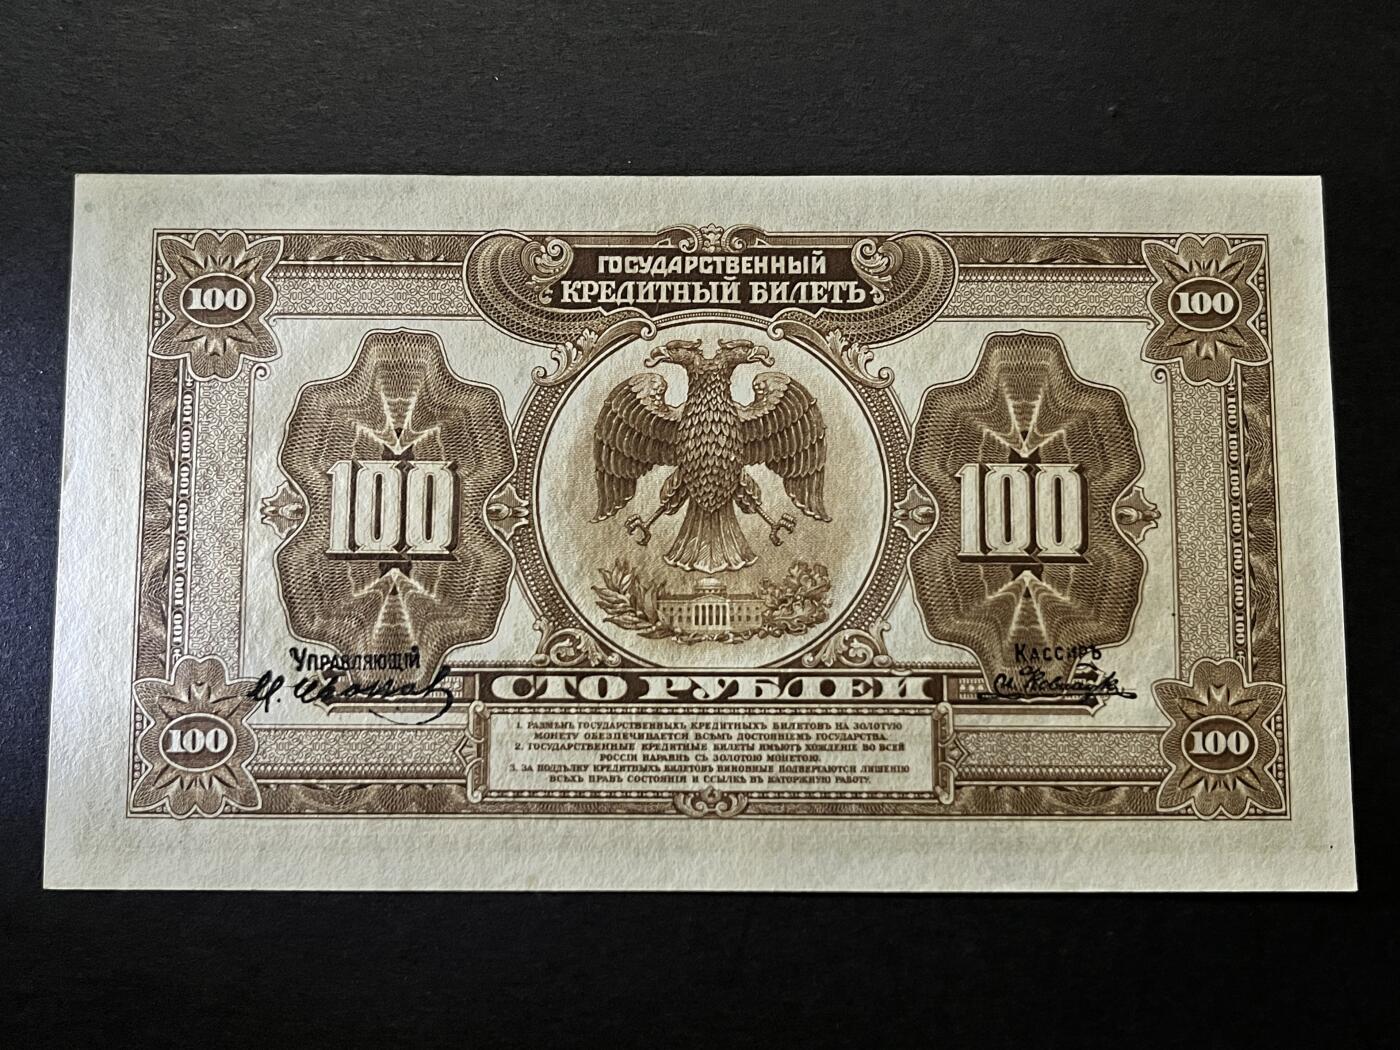 ГОСУДАРСТВЕННЫЙ
КРЕДИТНЫЙ БИЛЕТЪ
100 100
100 100
УПРАВЛЯЮЩІЙ КАССИРЪ
СТО РУБЛЕЙ
100 100
1. РАЗМѢНЪ ГОСУДАРСТВЕННЫХЪ КРЕДИТНЫХЪ БИЛЕТОВЪ НА ЗОЛОТУЮ
МОНЕТУ ОБЕЗПЕЧИВАЕТСЯ ВСѢМЪ ДОСТОЯНІЕМЪ ГОСУДАРСТВА.
2. ГОСУДАРСТВЕННЫЕ КРЕДИТНЫЕ БИЛЕТЫ ИМѢЮТЪ ХОЖДЕНІЕ ВО ВСЕЙ
РОССІИ НАРАВНѢ СЪ ЗОЛОТОЮ МОНЕТОЮ.
3. ЗА ПОДДѢЛКУ КРЕДИТНЫХЪ БИЛЕТОВЪ ВИНОВНЫЕ ПОДВЕРГАЮТСЯ ЛИШЕНІЮ
ВСѢХЪ ПРАВЪ СОСТОЯНІЯ И ССЫЛКѢ ВЪ КАТОРЖНУЮ РАБОТУ.